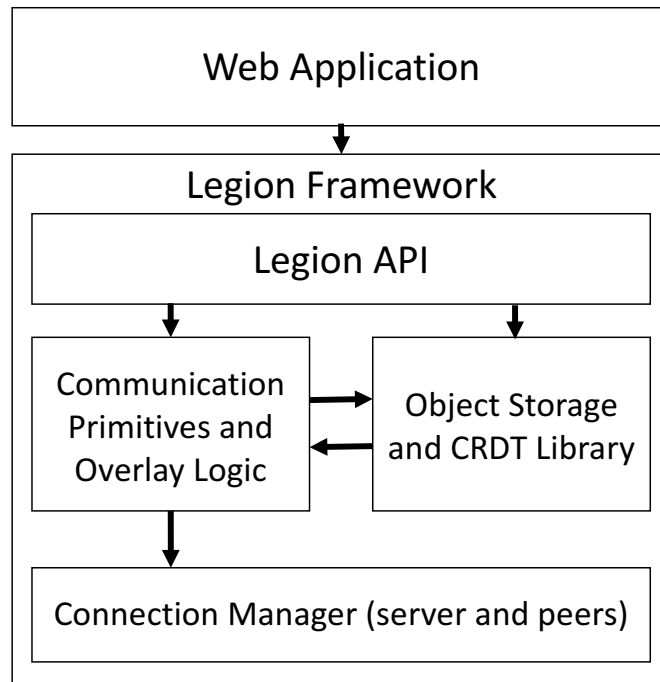 Web Application
Legion Framework
Legion API
Communication
Primitives and
Overlay Logic
Object Storage
and CRDT Library
Connection Manager (server and peers)